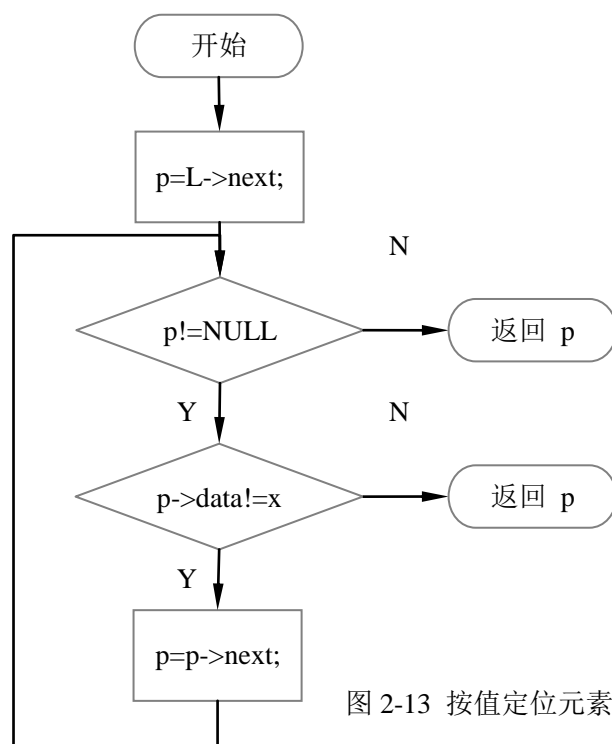 开始
p=L->next;
N
p!=NULL
返回 p
Y
N
p->data!=x
返回 p
Y
p=p->next;
图 2-13 按值定位元素